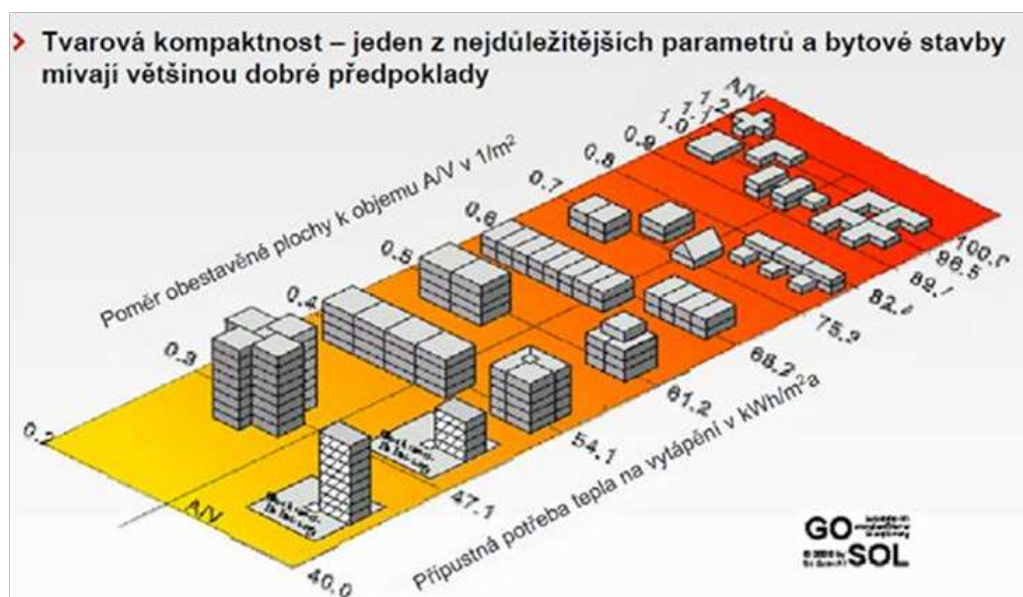 Tvarová kompaktnost – jeden z nejdůležitějších parametrů a bytové stavby
mívají většinou dobré předpoklady
A/V
1.2
1.1
1.0
0.9
0.8
0.7
0.6
0.5
0.4
0.3
0.2
Poměr obestavěné plochy k objemu A/V v 1/m²
100.0
96.5
89.
82.
75.3
68.2
61.2
54.1
47.1
40.0
Přípustná potřeba tepla na vytápění v kWh/m²a
A/V
GO
SOL